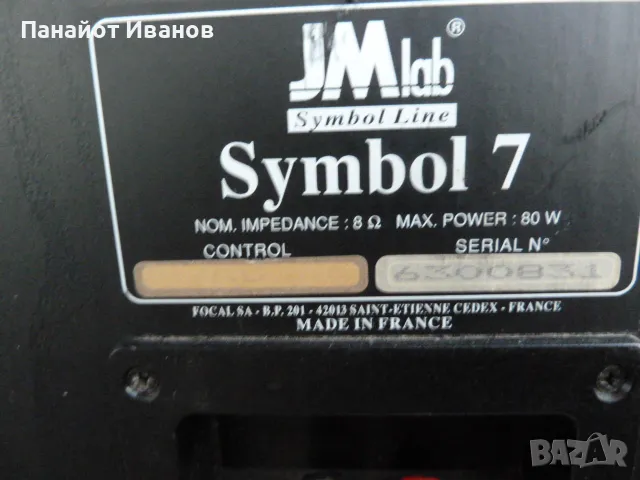 Панайот Иванов
JMlab®
Symbol Line
Symbol 7
NOM. IMPEDANCE : 8 Ω MAX. POWER : 80 W
CONTROL SERIAL N°
6300831
FOCAL SA - B.P. 201 - 42013 SAINT-ETIENNE CEDEX - FRANCE
MADE IN FRANCE
BAZAR